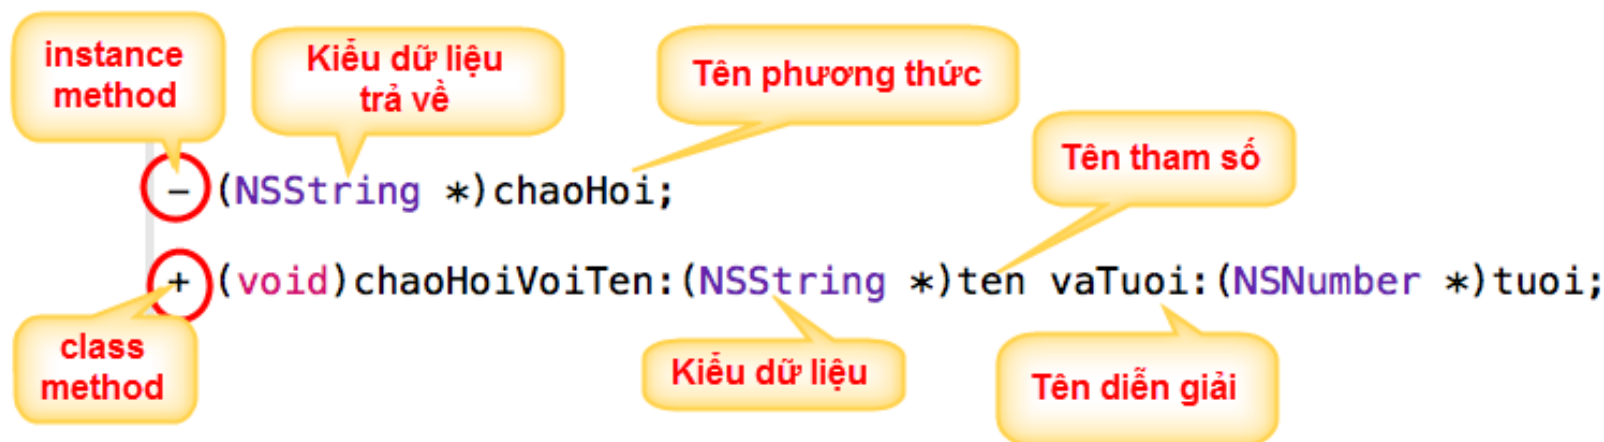 instance
method
Kiểu dữ liệu
trả về
Tên phương thức
Tên tham số
- (NSString *)chaoHoi;
+ (void)chaoHoiVoiTen:(NSString *)ten vaTuoi:(NSNumber *)tuoi;
class
method
Kiểu dữ liệu
Tên diễn giải